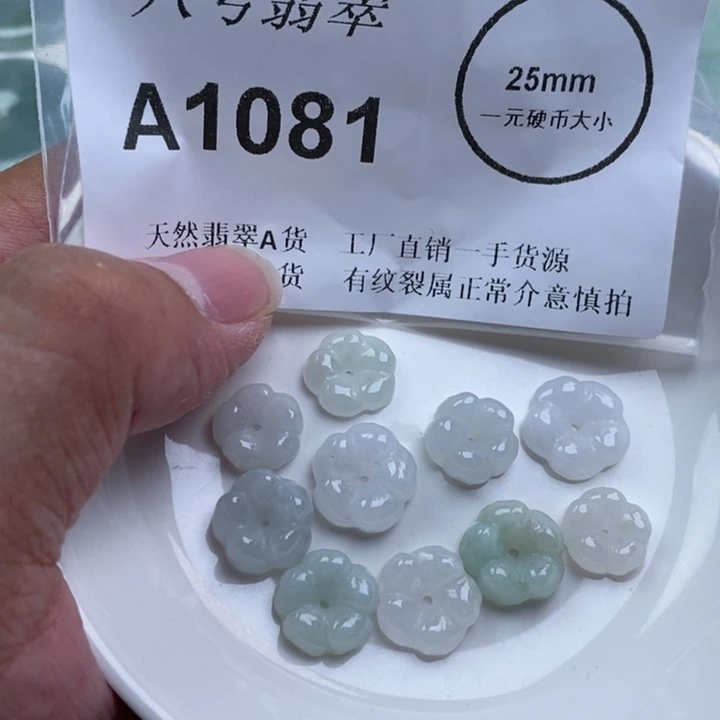 八号翡翠
A1081
25mm
一元硬币大小
天然翡翠A货 工厂直销一手货源
货 有纹裂属正常介意慎拍